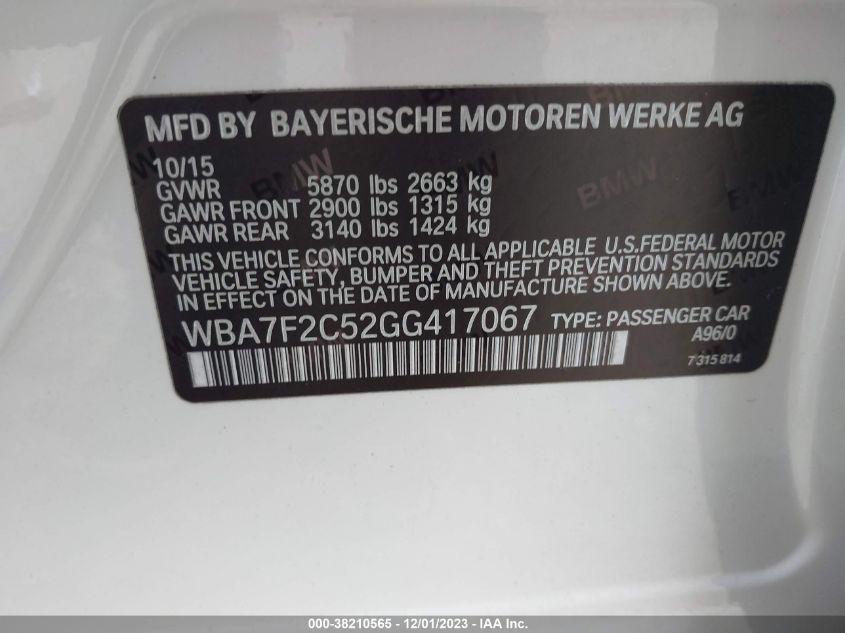 MFD BY BAYERISCHE MOTOREN WERKE AG
10/15
GVWR 5870 lbs 2663 kg
GAWR FRONT 2900 lbs 1315 kg
GAWR REAR 3140 lbs 1424 kg
THIS VEHICLE CONFORMS TO ALL APPLICABLE U.S.FEDERAL MOTOR
VEHICLE SAFETY, BUMPER AND THEFT PREVENTION STANDARDS
IN EFFECT ON THE DATE OF MANUFACTURE SHOWN ABOVE.
WBA7F2C52GG417067 TYPE: PASSENGER CAR
A96/0
7 315 814
000-38210565 - 12/01/2023 - IAA Inc.